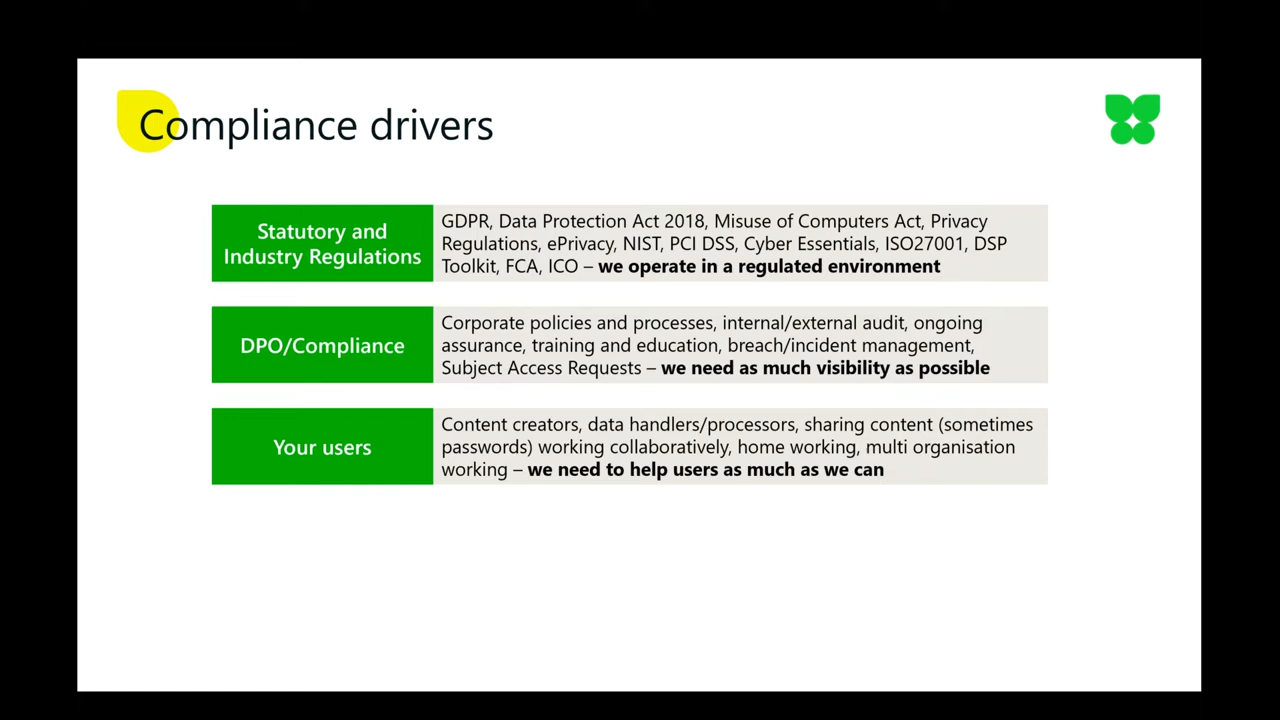 Compliance drivers
Statutory and
Industry Regulations
GDPR, Data Protection Act 2018, Misuse of Computers Act, Privacy
Regulations, ePrivacy, NIST, PCI DSS, Cyber Essentials, ISO27001, DSP
Toolkit, FCA, ICO – we operate in a regulated environment
DPO/Compliance
Corporate policies and processes, internal/external audit, ongoing
assurance, training and education, breach/incident management,
Subject Access Requests – we need as much visibility as possible
Your users
Content creators, data handlers/processors, sharing content (sometimes
passwords) working collaboratively, home working, multi organisation
working – we need to help users as much as we can